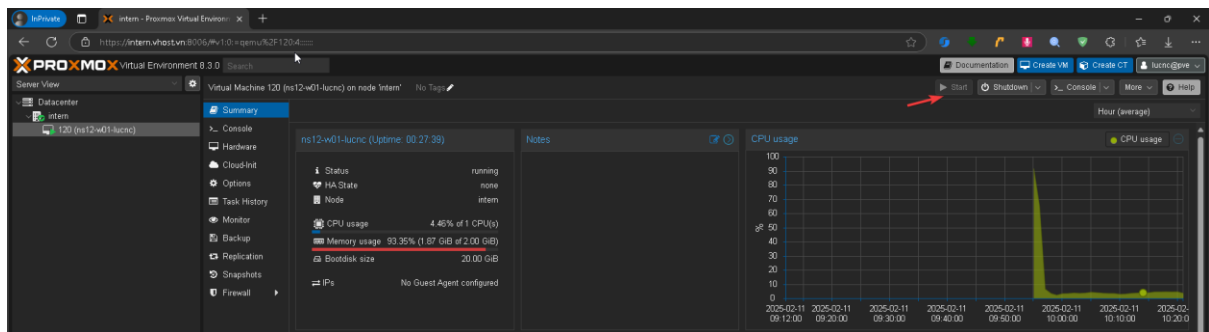 InPrivate
intern - Proxmox Virtual Environ
https://intern.vhost.vn:8006/#v1:0:=qemu%2F120:4::::::
PROXMOX Virtual Environment 8.3.0 Search
Documentation Create VM Create CT lucnc@pve
Server View
Virtual Machine 120 (ns12-w01-lucnc) on node 'intern' No Tags
Start Shutdown Console More Help
Datacenter
intern
120 (ns12-w01-lucnc)
Summary
Console
Hardware
Cloud-Init
Options
Task History
Monitor
Backup
Replication
Snapshots
Firewall
Hour (average)
ns12-w01-lucnc (Uptime: 00:27:39)
Status running
HA State none
Node intern
CPU usage 4.46% of 1 CPU(s)
Memory usage 93.35% (1.87 GiB of 2.00 GiB)
Bootdisk size 20.00 GiB
IPs No Guest Agent configured
Notes
CPU usage
CPU usage
100
90
80
70
60
% 50
40
30
20
10
0
2025-02-11 2025-02-11 2025-02-11 2025-02-11 2025-02-11 2025-02-11 2025-02-11 2025-02-
09:12:00 09:20:00 09:30:00 09:40:00 09:50:00 10:00:00 10:10:00 10:20:0